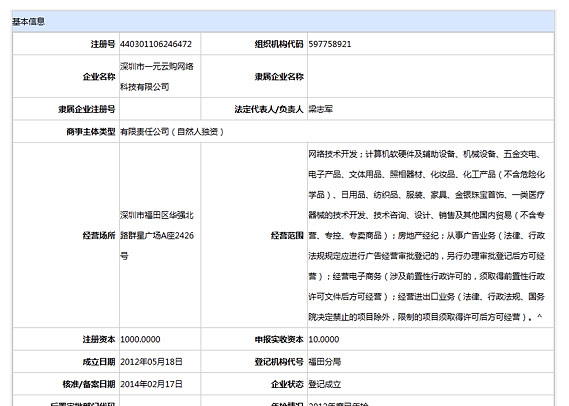 基本信息
注册号 440301106246472 组织机构代码 597758921
企业名称 深圳市一元云购网络
科技有限公司 隶属企业名称
隶属企业注册号 法定代表人/负责人 梁志军
商事主体类型 有限责任公司（自然人独资）
经营场所 深圳市福田区华强北
路群星广场A座2426
号
经营范围 网络技术开发；计算机软硬件及辅助设备、机械设备、五金交电、
电子产品、文体用品、照相器材、化妆品、化工产品（不含危险化
学品）、日用品、纺织品、服装、家具、金银珠宝首饰、一类医疗
器械的技术开发、技术咨询、设计、销售及其他国内贸易（不含专
营、专控、专卖商品）；房地产经纪；从事广告业务（法律、行政
法规规定应进行广告经营审批登记的，另行办理审批登记后方可经
营）；经营电子商务（涉及前置性行政许可的，须取得前置性行政
许可文件后方可经营）；经营进出口业务（法律、行政法规、国务
院决定禁止的项目除外，限制的项目须取得许可后方可经营）。^
注册资本 1000.0000 申报实收资本 10.0000
成立日期 2012年05月18日 登记机构代号 福田分局
核准/备案日期 2014年02月17日 企业状态 登记成立
后置审批部门代码 年检情况 2012年度已年检